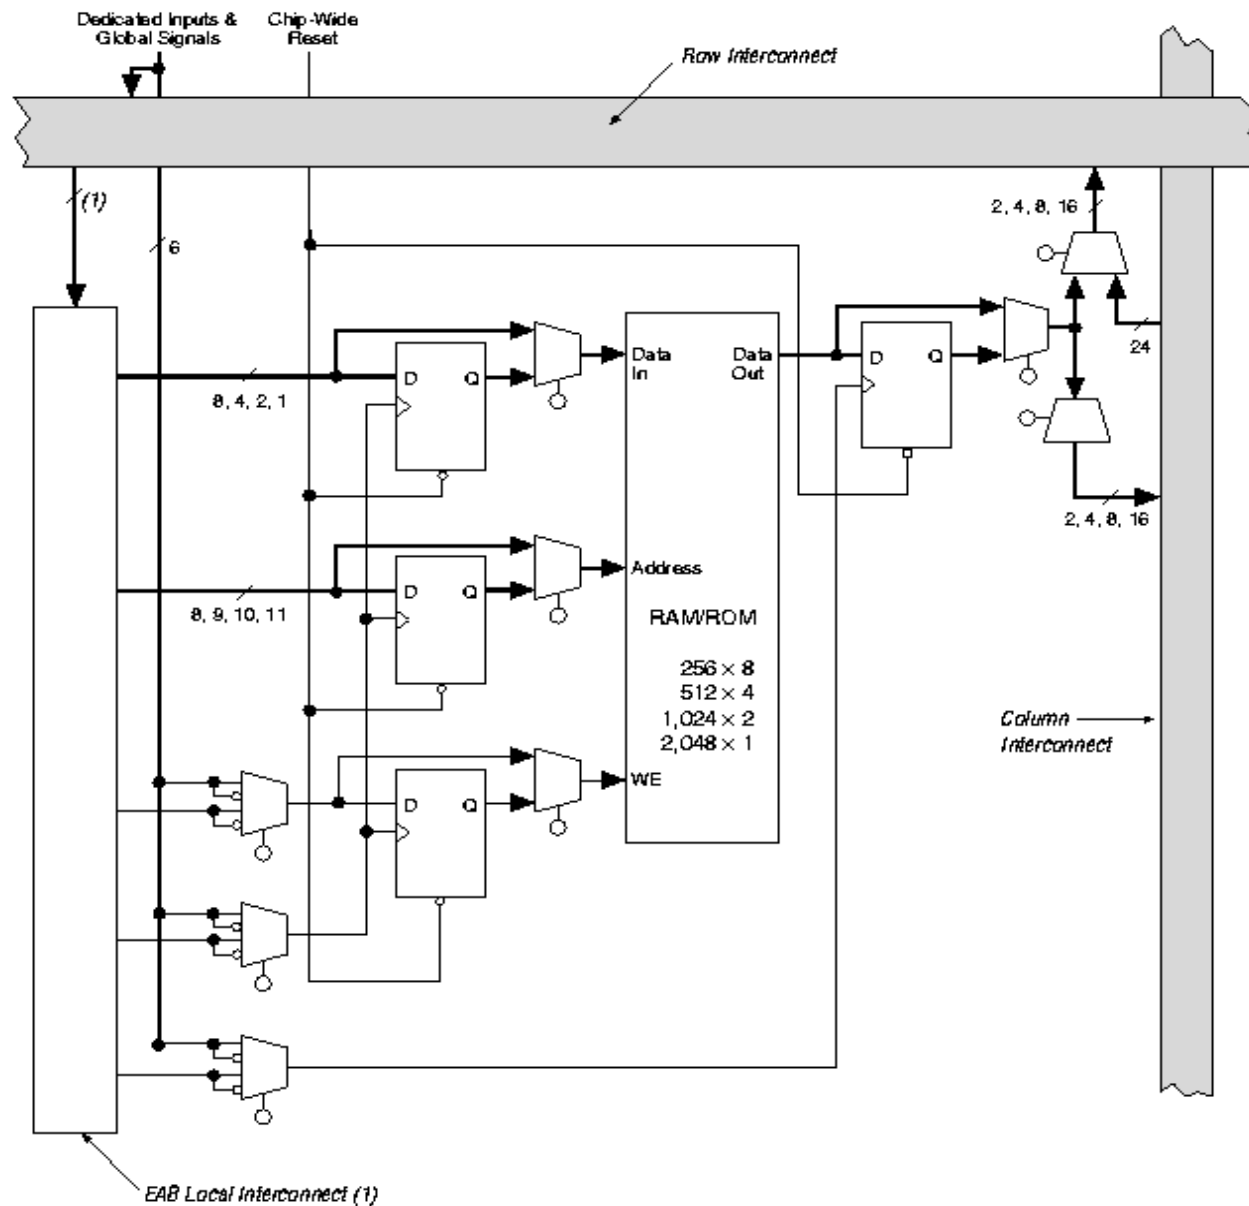 Dedicated Inputs &
Global Signals
Chip-Wide
Reset
Row Interconnect
(1)
6
2, 4, 8, 16
24
Data
In
Data
Out
D Q
8, 4, 2, 1
D Q
2, 4, 8, 16
Address
D Q
8, 9, 10, 11
RAM/ROM
256 × 8
512 × 4
1,024 × 2
2,048 × 1
Column
Interconnect
WE
D Q
EAB Local Interconnect (1)